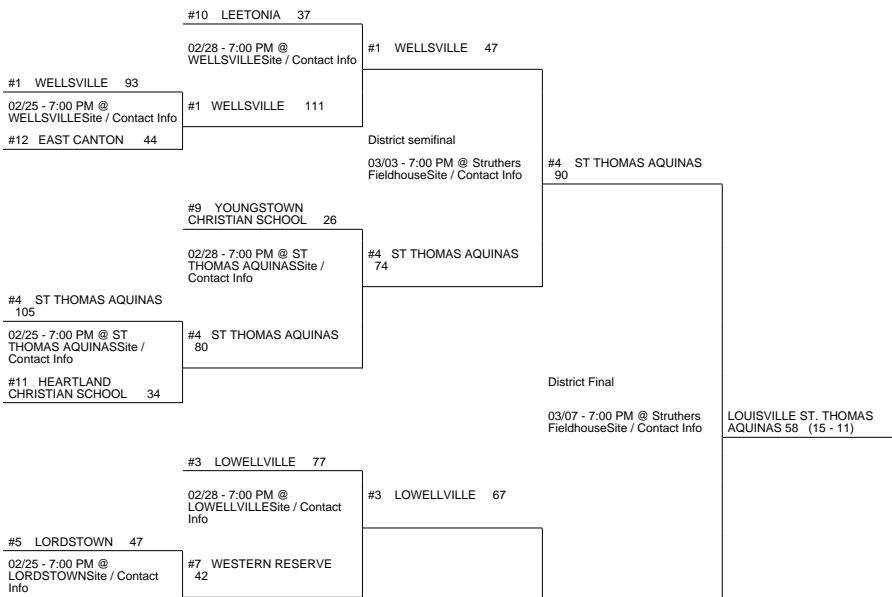 #10 LEETONIA 37
02/28 - 7:00 PM @
WELLSVILLESite / Contact Info
#1 WELLSVILLE 47
#1 WELLSVILLE 93
02/25 - 7:00 PM @
WELLSVILLESite / Contact Info
#1 WELLSVILLE 111
#12 EAST CANTON 44
District semifinal
03/03 - 7:00 PM @ Struthers
FieldhouseSite / Contact Info
#4 ST THOMAS AQUINAS
90
#9 YOUNGSTOWN
CHRISTIAN SCHOOL 26
02/28 - 7:00 PM @ ST
THOMAS AQUINASSite /
Contact Info
#4 ST THOMAS AQUINAS
74
#4 ST THOMAS AQUINAS
105
02/25 - 7:00 PM @ ST
THOMAS AQUINASSite /
Contact Info
#4 ST THOMAS AQUINAS
80
#11 HEARTLAND
CHRISTIAN SCHOOL 34
District Final
03/07 - 7:00 PM @ Struthers
FieldhouseSite / Contact Info
LOUISVILLE ST. THOMAS
AQUINAS 58 (15 - 11)
#3 LOWELLVILLE 77
02/28 - 7:00 PM @
LOWELLVILLESite / Contact
Info
#3 LOWELLVILLE 67
#5 LORDSTOWN 47
02/25 - 7:00 PM @
LORDSTOWNSite / Contact
Info
#7 WESTERN RESERVE
42